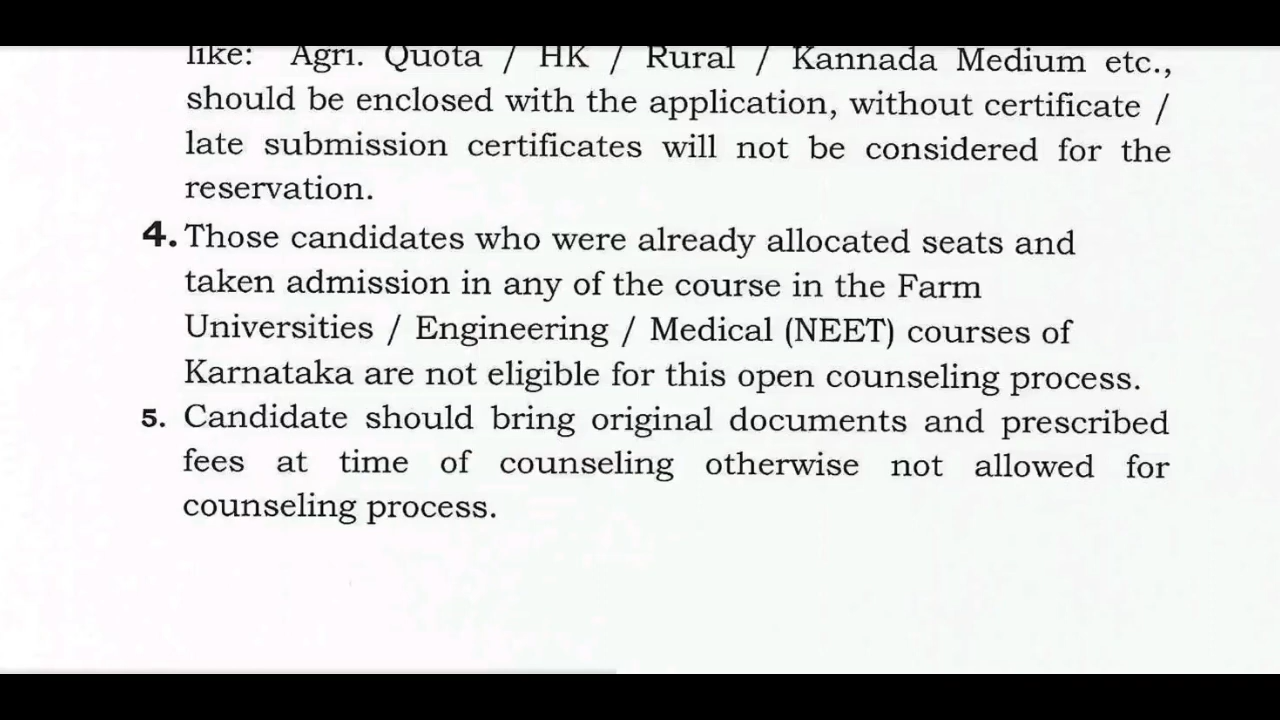 like: Agri. Quota / HK / Rural / Kannada Medium etc.,
should be enclosed with the application, without certificate /
late submission certificates will not be considered for the
reservation.
4. Those candidates who were already allocated seats and
taken admission in any of the course in the Farm
Universities / Engineering / Medical (NEET) courses of
Karnataka are not eligible for this open counseling process.
5. Candidate should bring original documents and prescribed
fees at time of counseling otherwise not allowed for
counseling process.